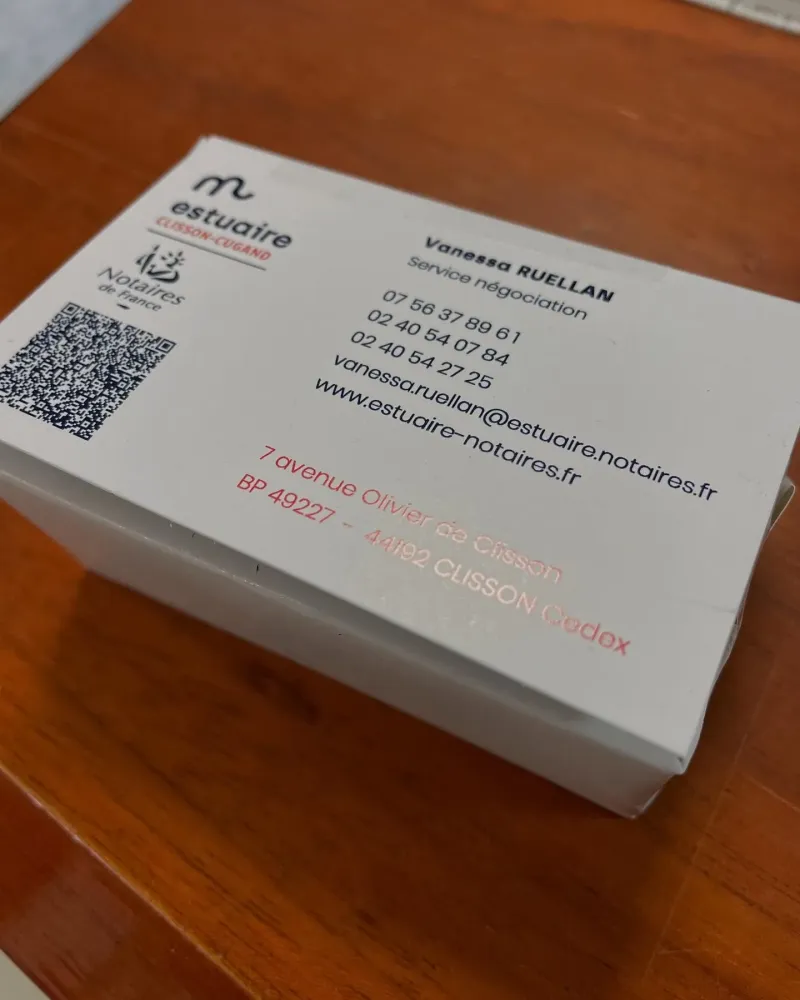 estuaire
CLISSON-CUGAND
Notaires
de France
Vanessa RUELLAN
Service négociation
07 56 37 89 61
02 40 54 07 84
02 40 54 27 25
vanessa.ruellan@estuaire.notaires.fr
www.estuaire-notaires.fr
7 avenue Olivier de Clisson
BP 49227 - 44192 CLISSON Cedex